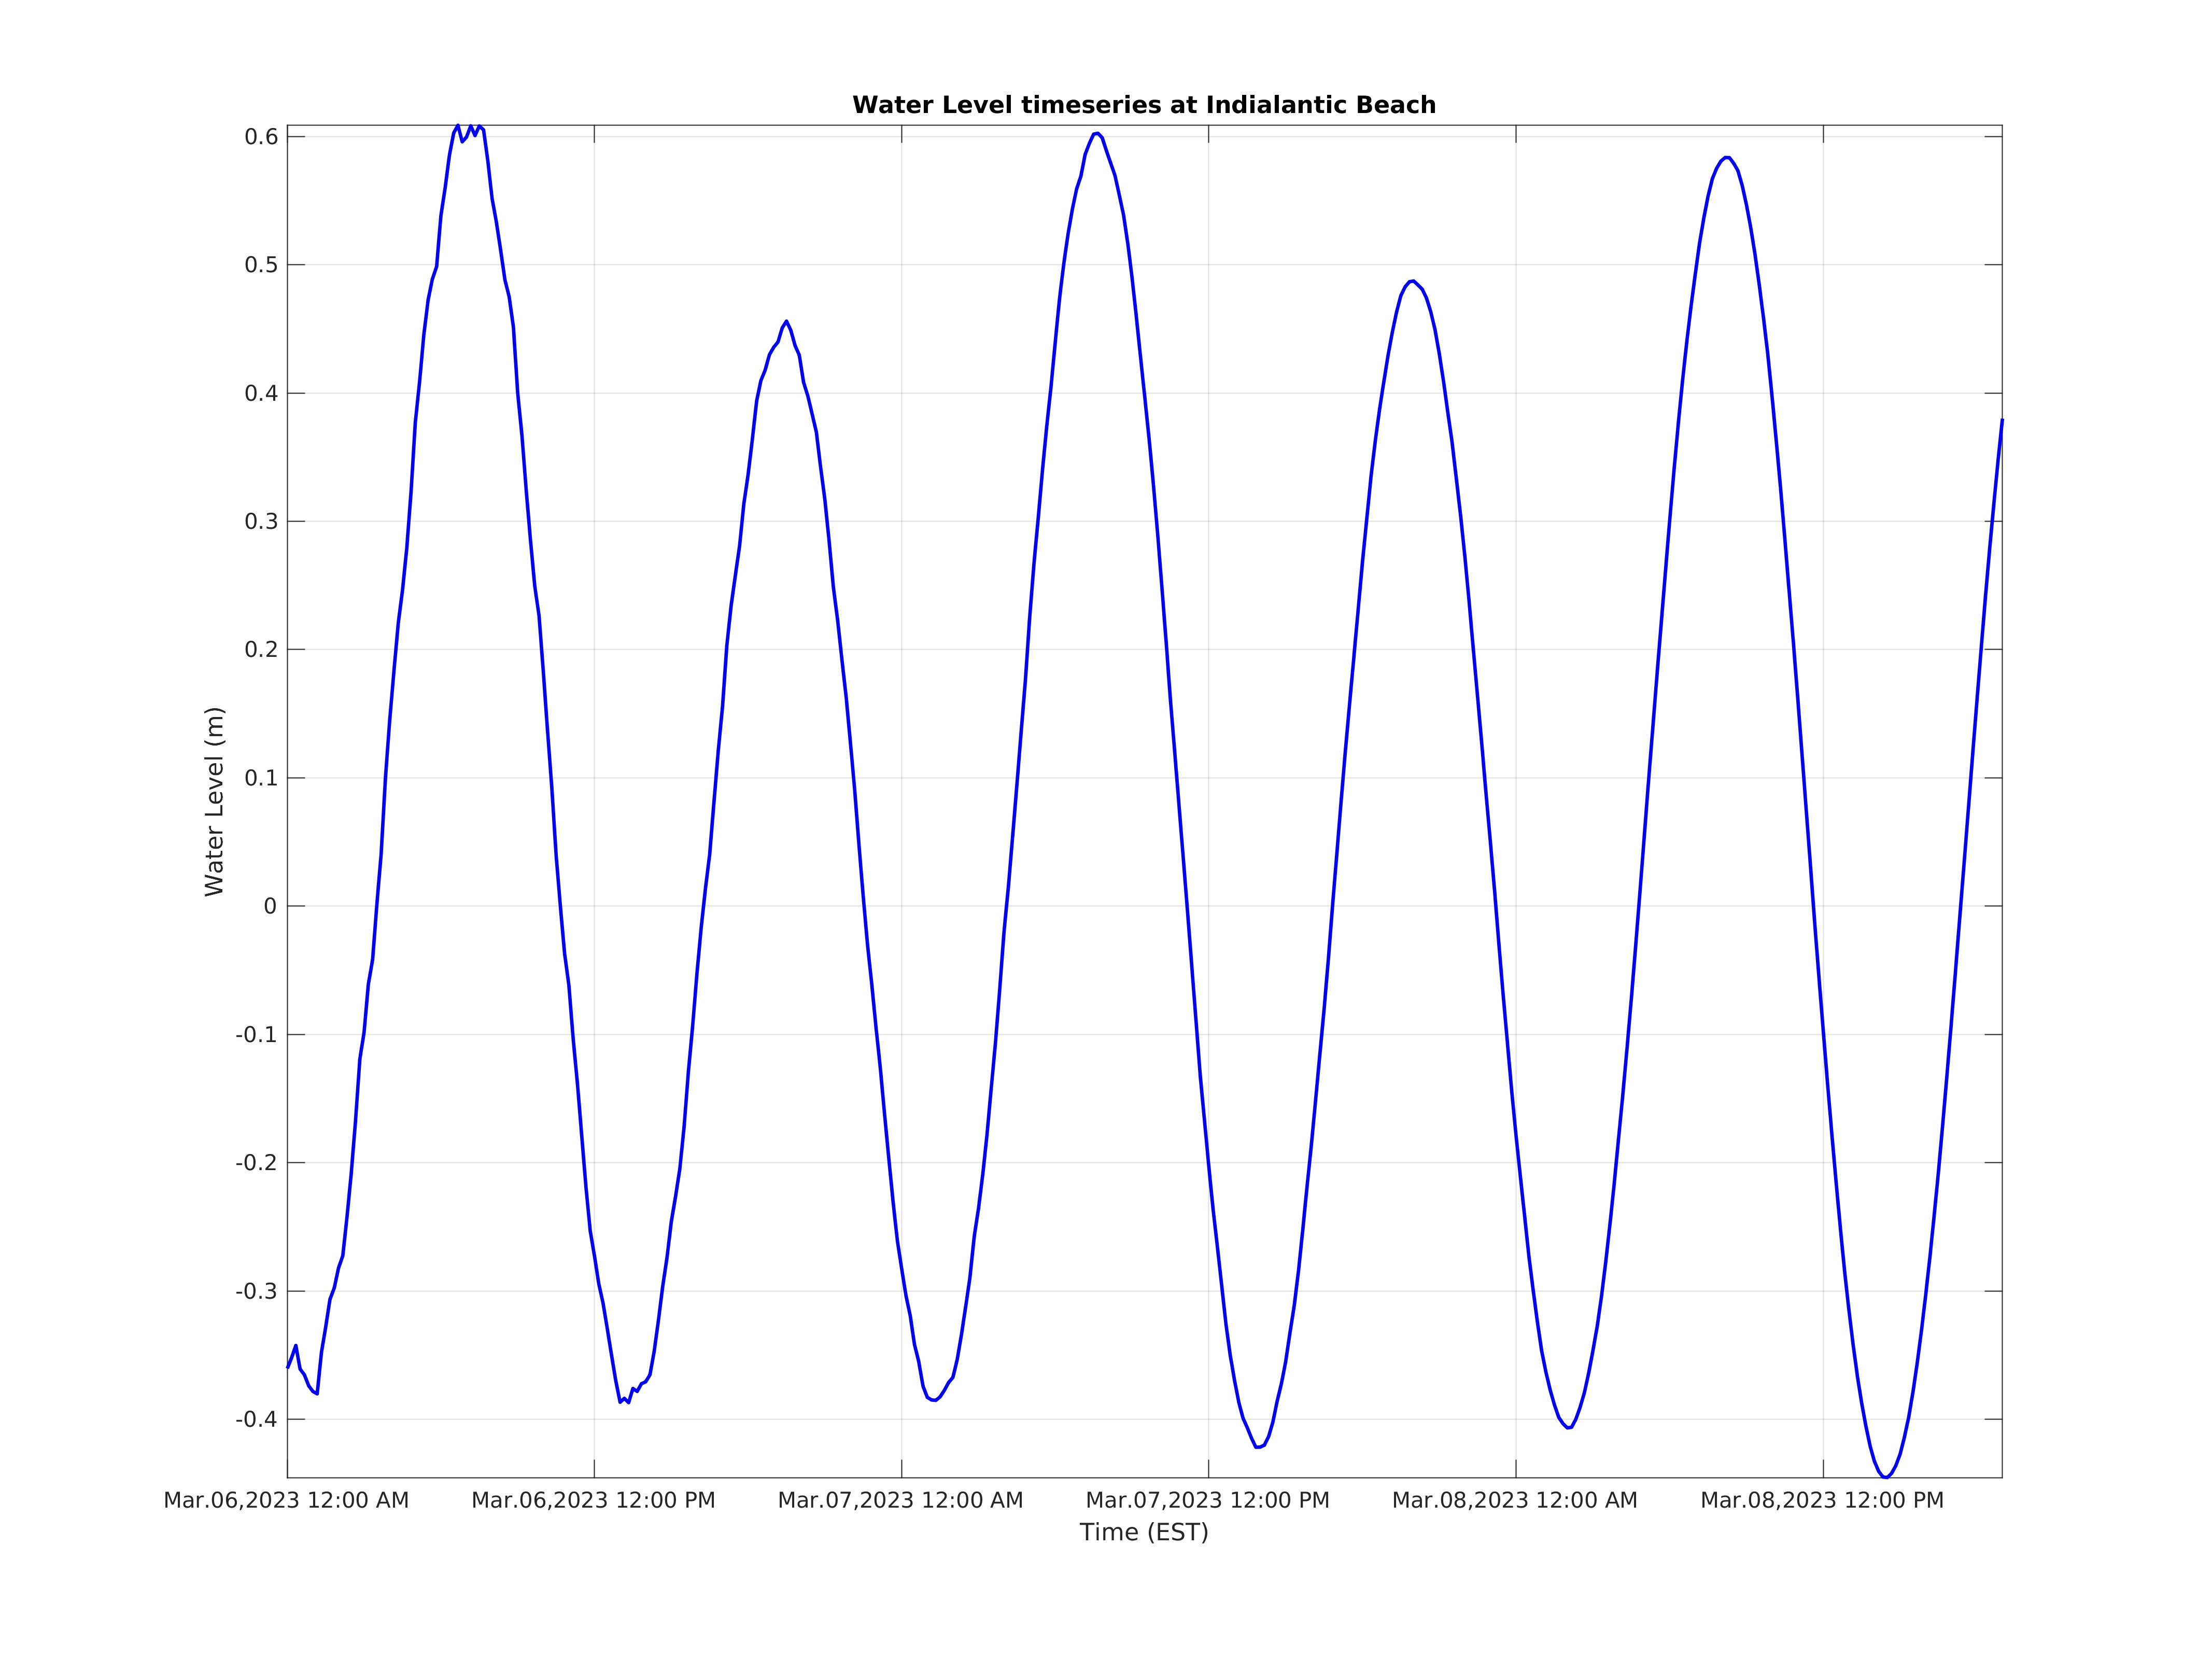 Water Level timeseries at Indialantic Beach
0.6
0.5
0.4
0.3
0.2
0.1
0
-0.1
-0.2
-0.3
-0.4
Water Level (m)
Mar.06,2023 12:00 AM Mar.06,2023 12:00 PM Mar.07,2023 12:00 AM Mar.07,2023 12:00 PM Mar.08,2023 12:00 AM Mar.08,2023 12:00 PM
Time (EST)